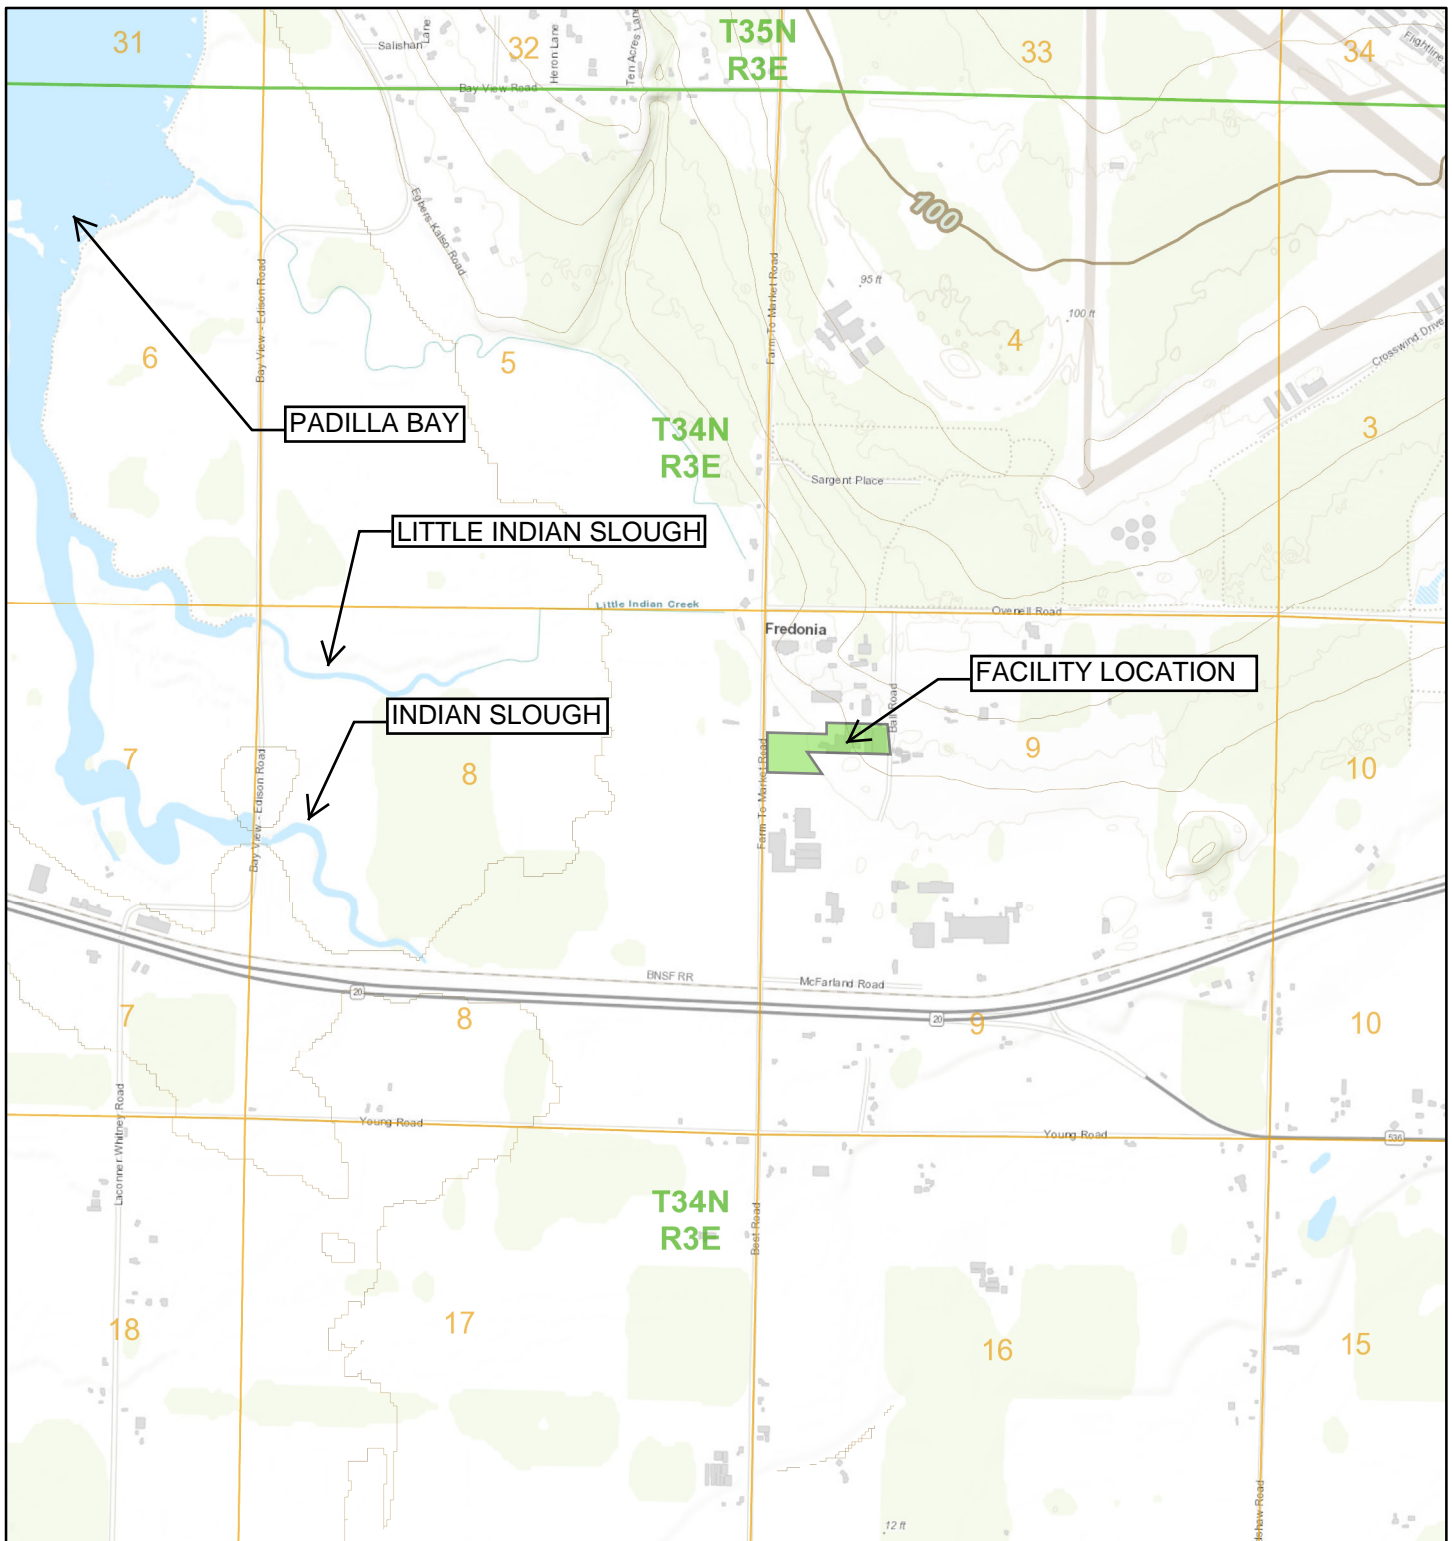 31
Salishan
Lane
32
Heron Lane
Ten Acres Lane
T35N
R3E
33
34
Flightline
Bay View Road
Egbers Kalso Road
100
95 ft
100 ft
Bay View - Edison Road
Farm To Market Road
6
5
4
Crosswind Drive
PADILLA BAY
T34N
R3E
3
Sargent Place
LITTLE INDIAN SLOUGH
Little Indian Creek
Ovenell Road
Fredonia
FACILITY LOCATION
INDIAN SLOUGH
Ball Road
7
8
9
10
Bay View - Edison Road
Farm To Market Road
BNSF RR
McFarland Road
20
20
7
8
9
10
Laconner Whitney Road
Young Road
Young Road
536
T34N
R3E
Best Road
18
17
16
15
12 ft